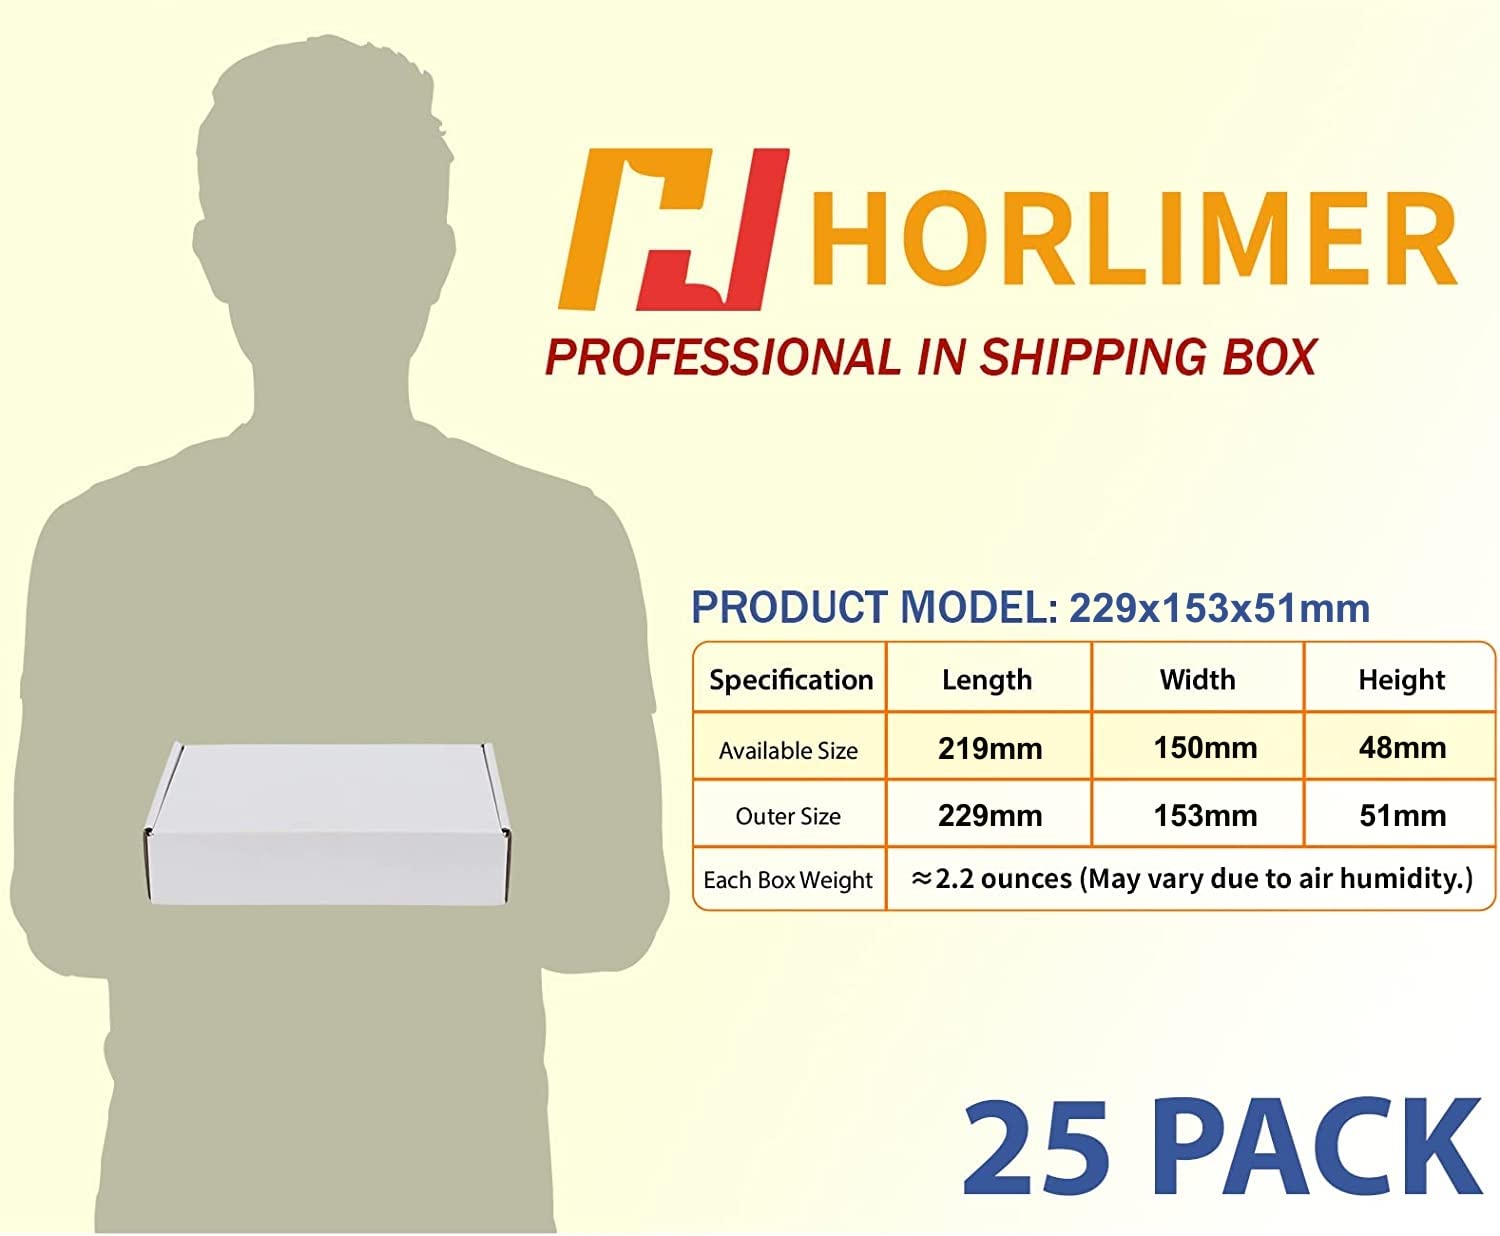 HORLIMER
PROFESSIONAL IN SHIPPING BOX
PRODUCT MODEL: 229x153x51mm
Specification Length Width Height
Available Size 219mm 150mm 48mm
Outer Size 229mm 153mm 51mm
Each Box Weight ≈2.2 ounces (May vary due to air humidity.)
25 PACK